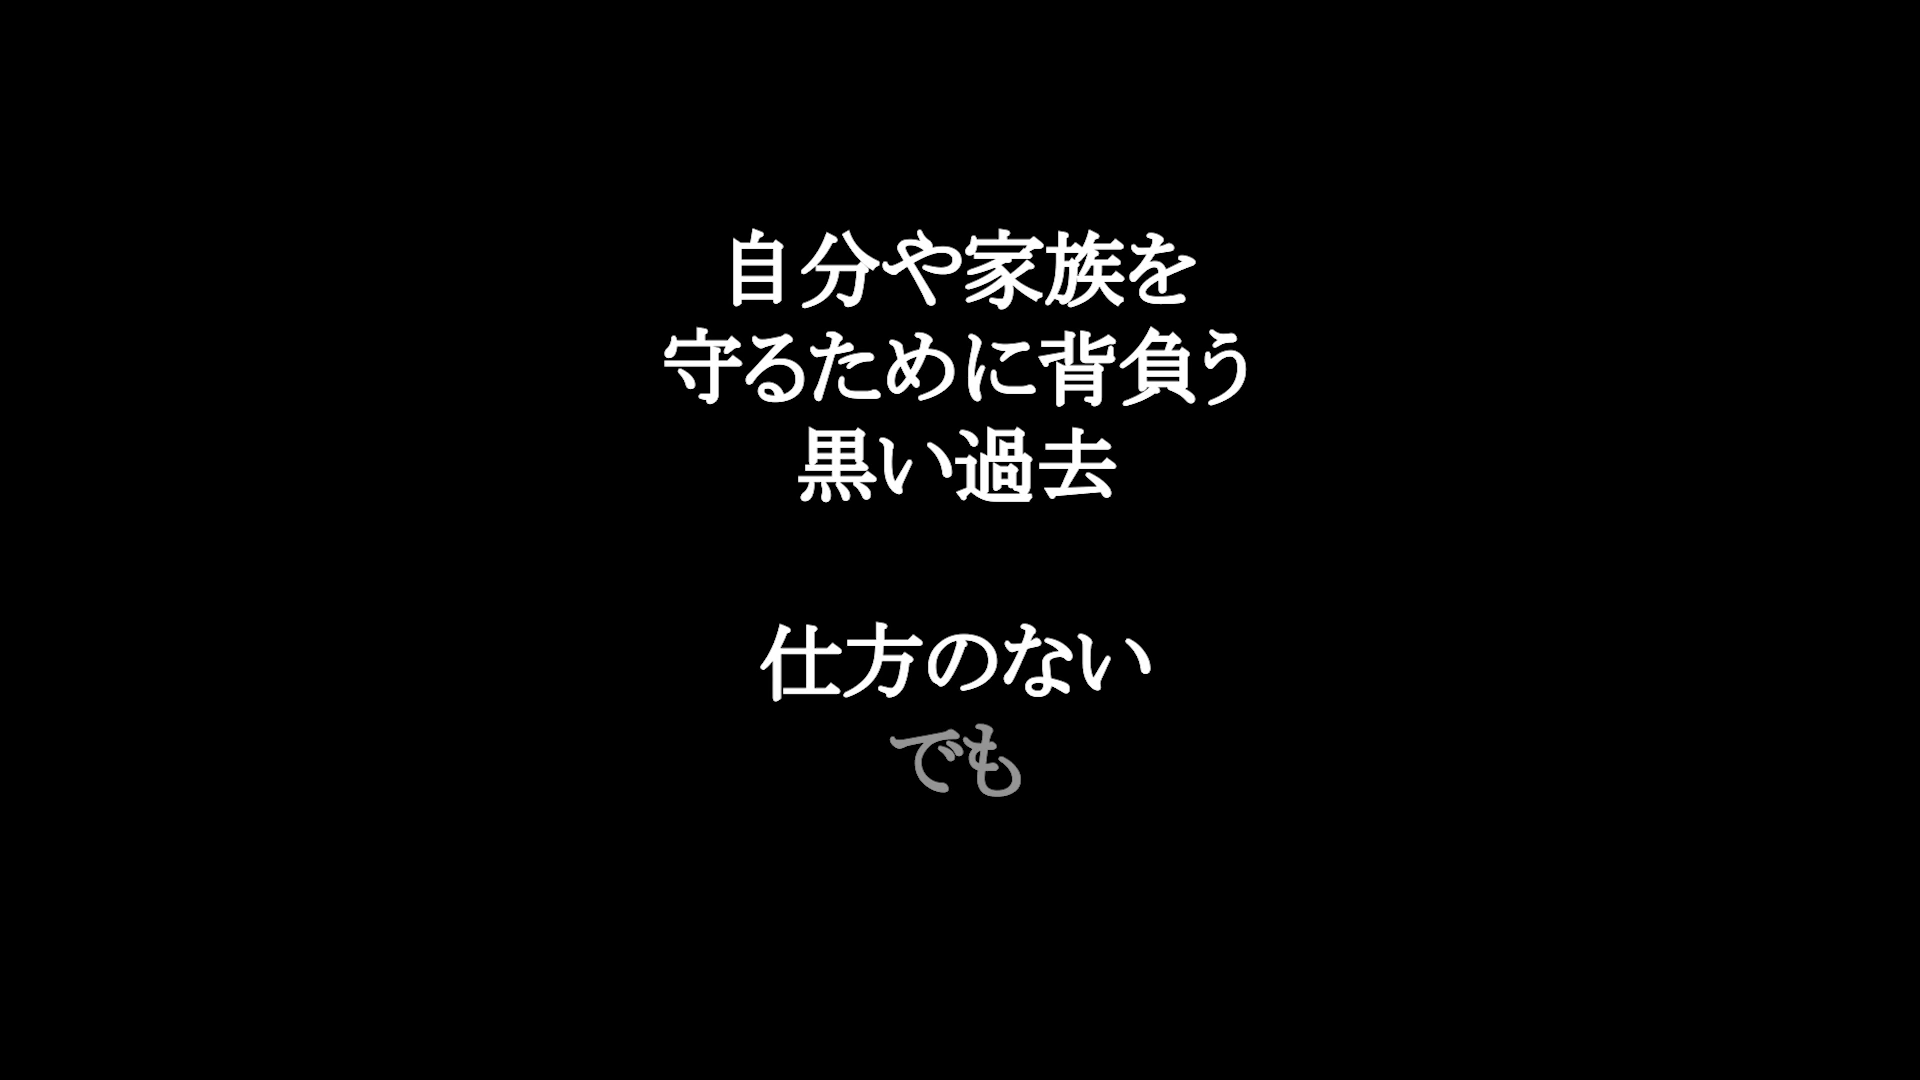 自分や家族を
守るために背負う
黒い過去
仕方のない
でも